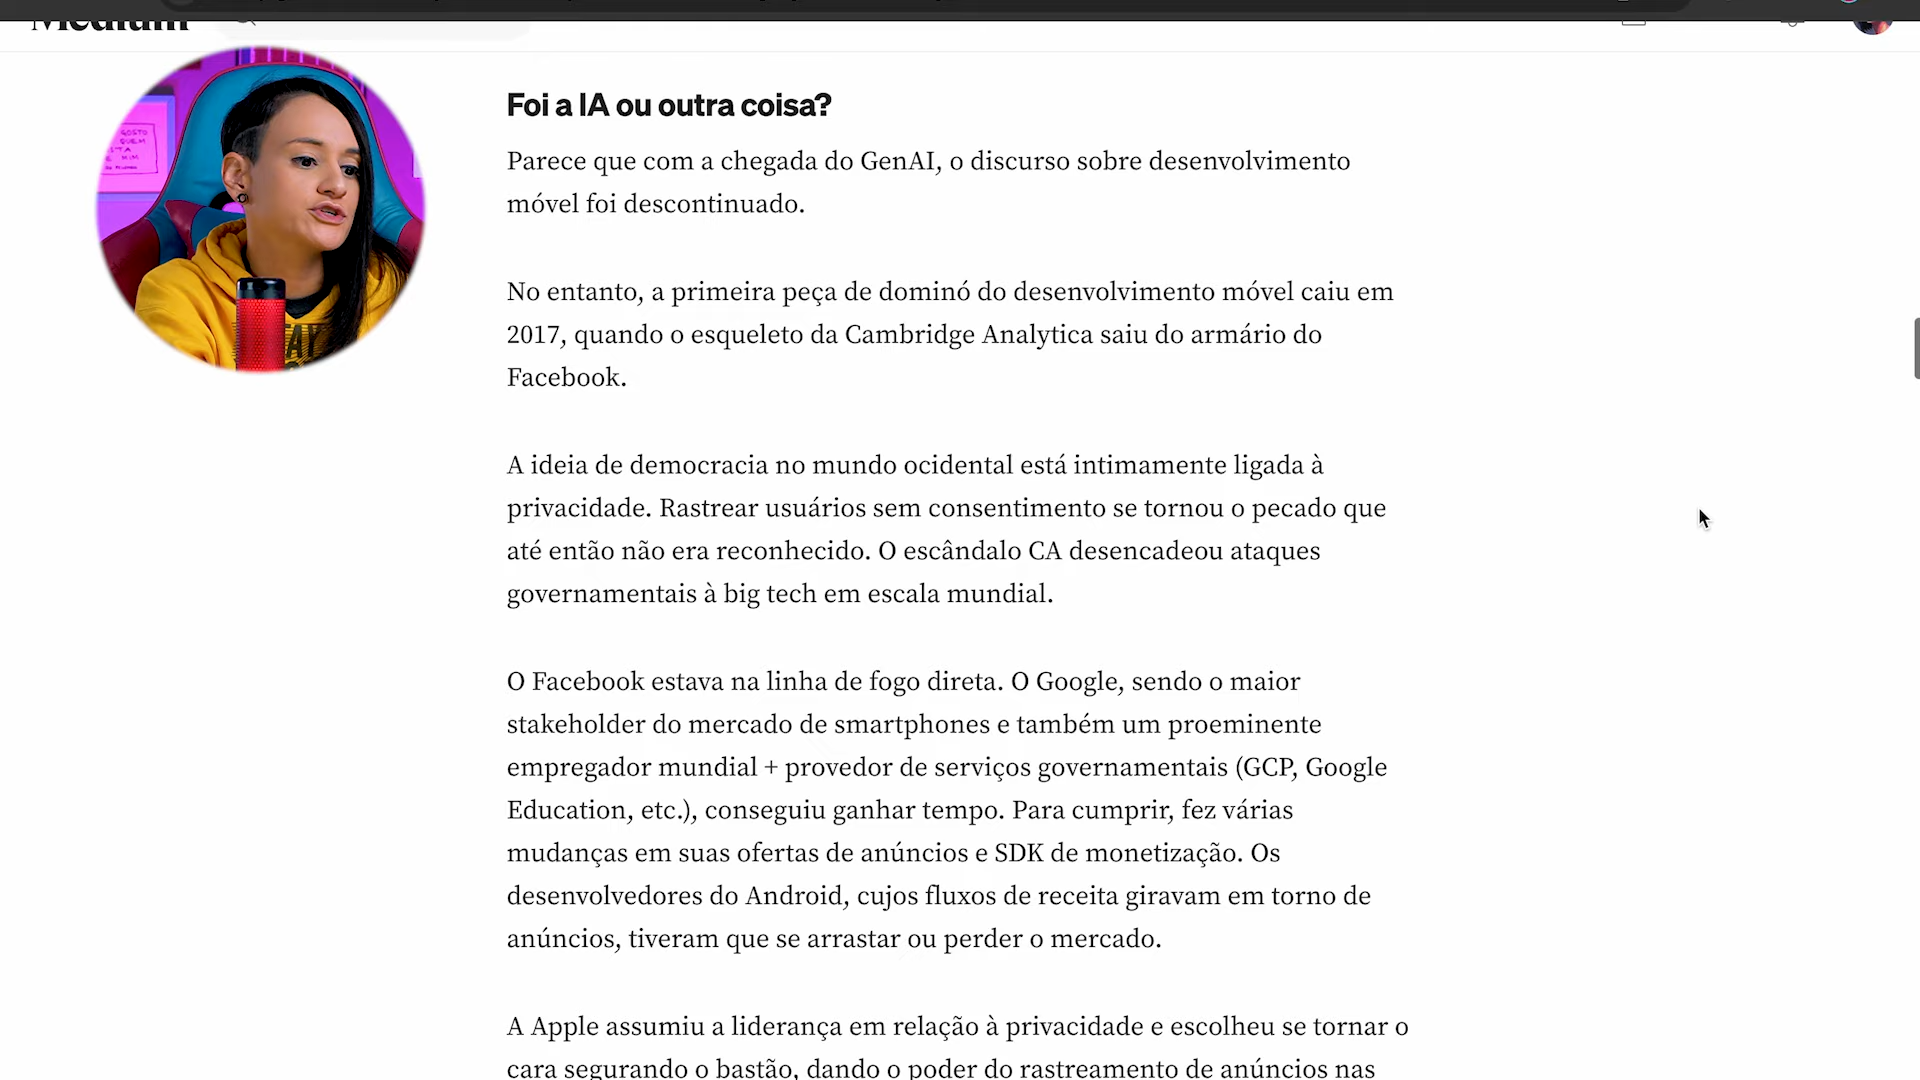 Medium
Foi a IA ou outra coisa?
Parece que com a chegada do GenAI, o discurso sobre desenvolvimento
móvel foi descontinuado.
No entanto, a primeira peça de dominó do desenvolvimento móvel caiu em
2017, quando o esqueleto da Cambridge Analytica saiu do armário do
Facebook.
A ideia de democracia no mundo ocidental está intimamente ligada à
privacidade. Rastrear usuários sem consentimento se tornou o pecado que
até então não era reconhecido. O escândalo CA desencadeou ataques
governamentais à big tech em escala mundial.
O Facebook estava na linha de fogo direta. O Google, sendo o maior
stakeholder do mercado de smartphones e também um proeminente
empregador mundial + provedor de serviços governamentais (GCP, Google
Education, etc.), conseguiu ganhar tempo. Para cumprir, fez várias
mudanças em suas ofertas de anúncios e SDK de monetização. Os
desenvolvedores do Android, cujos fluxos de receita giravam em torno de
anúncios, tiveram que se arrastar ou perder o mercado.
A Apple assumiu a liderança em relação à privacidade e escolheu se tornar o
cara segurando o bastão, dando o poder do rastreamento de anúncios nas